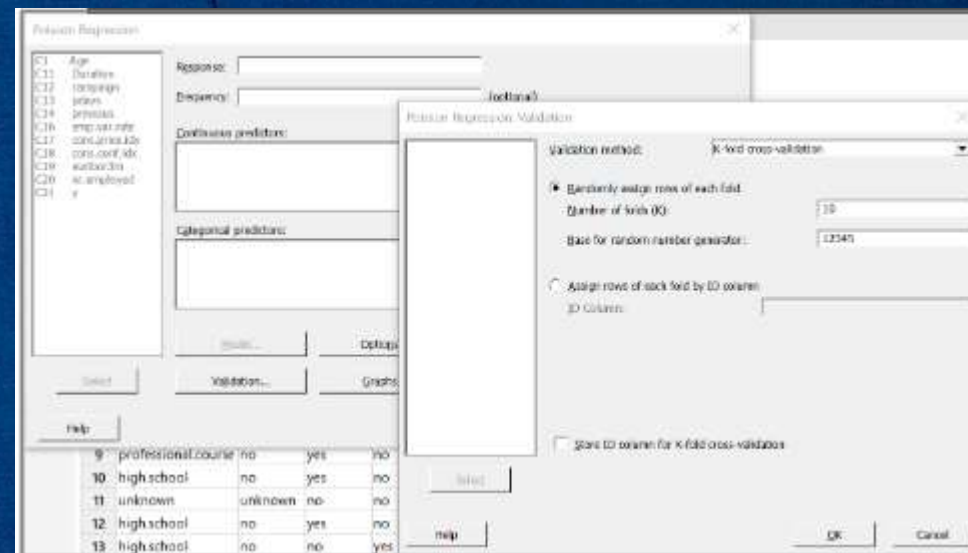 Poisson Regression
C1 Age
C11 Duration
C12 campaign
C13 pdays
C14 previous
C16 emp.var.rate
C17 cons.price.idx
C18 cons.conf.idx
C19 euribor3m
C20 nr.employed
C21 y
Response:
Frequency: (optional)
Continuous predictors:
Categorical predictors:
Model...
Options
Select
Validation...
Graphs
Help
Poisson Regression: Validation
Validation method: K-fold cross-validation
Randomly assign rows of each fold
Number of folds (K): 10
Base for random number generator: 12345
Assign rows of each fold by ID column
ID Column:
Store ID column for K-fold cross-validation
Select
Help
OK
Cancel
9 professional.course no yes no
10 high.school no yes no
11 unknown unknown no no
12 high.school no yes no
13 high.school no no yes